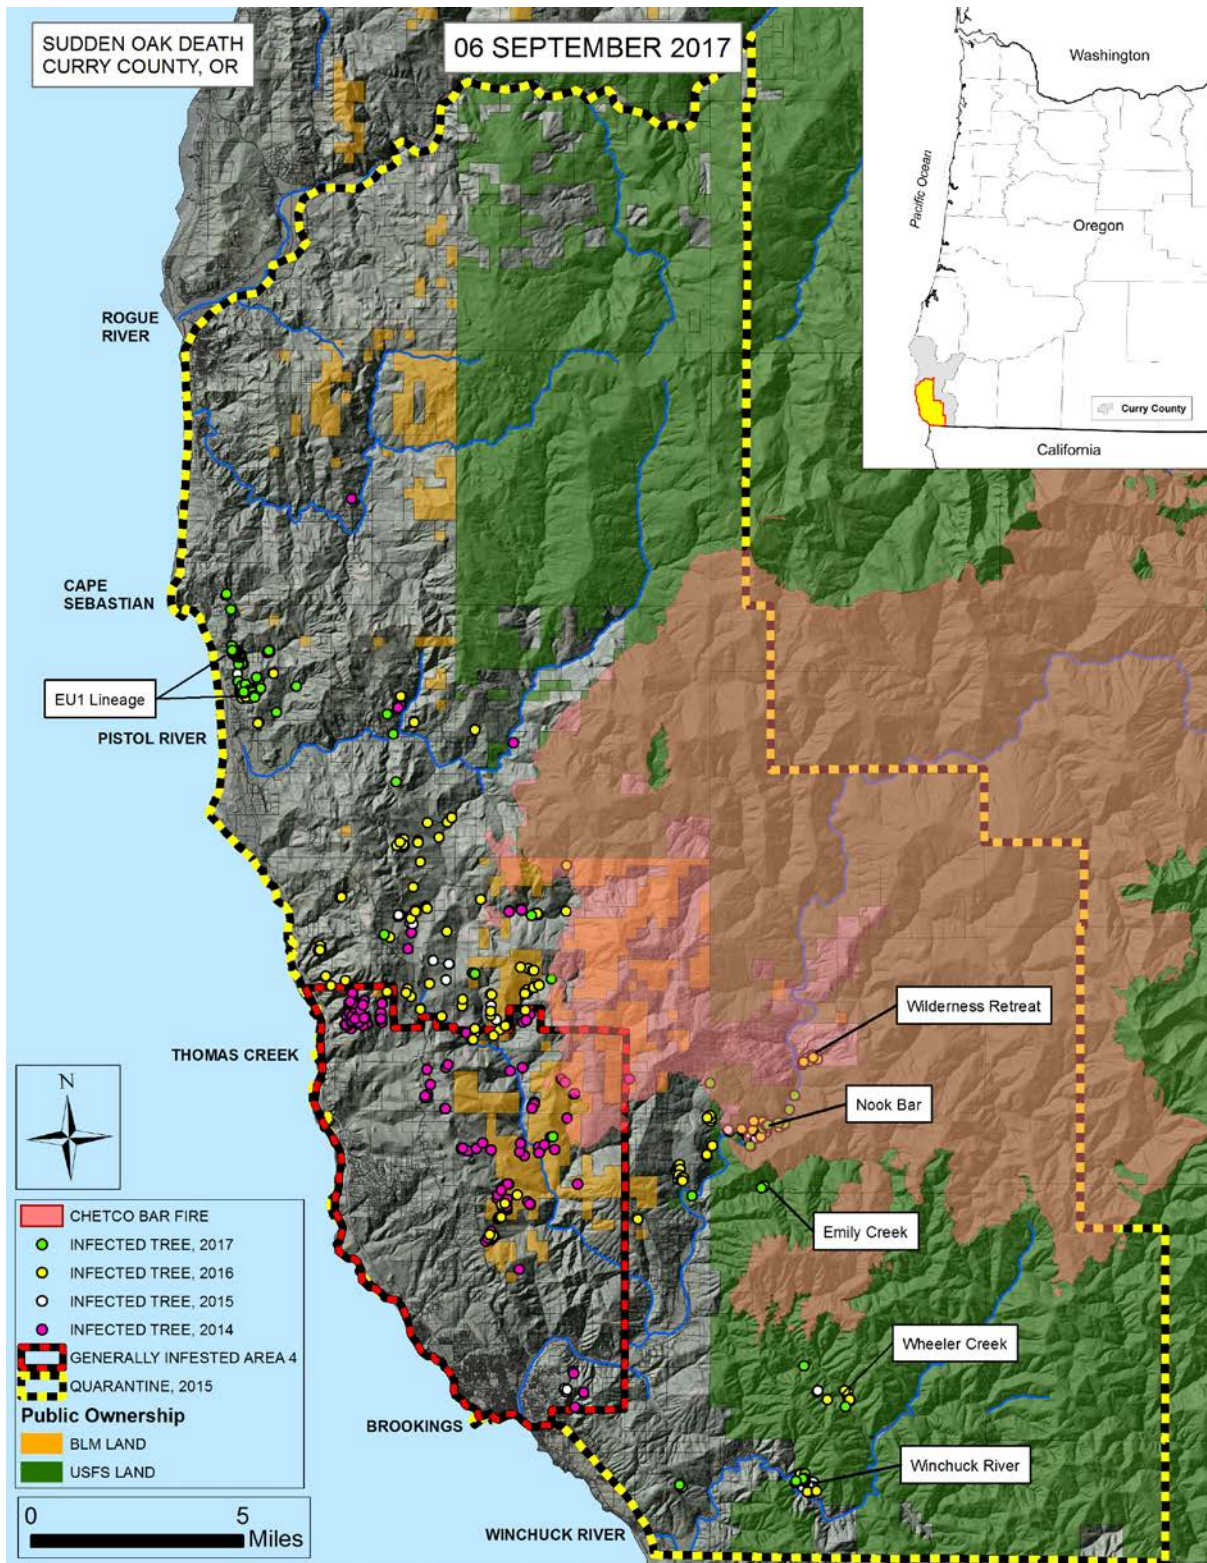 SUDDEN OAK DEATH
CURRY COUNTY, OR
06 SEPTEMBER 2017
Washington
Pacific Ocean
Oregon
Curry County
California
ROGUE
RIVER
CAPE
SEBASTIAN
EU1 Lineage
PISTOL RIVER
Wilderness Retreat
THOMAS CREEK
Nook Bar
N
Emily Creek
CHETCO BAR FIRE
INFECTED TREE, 2017
INFECTED TREE, 2016
INFECTED TREE, 2015
INFECTED TREE, 2014
GENERALLY INFESTED AREA 4
QUARANTINE, 2015
Public Ownership
BLM LAND
USFS LAND
Wheeler Creek
BROOKINGS
Winchuck River
0 5
Miles
WINCHUCK RIVER